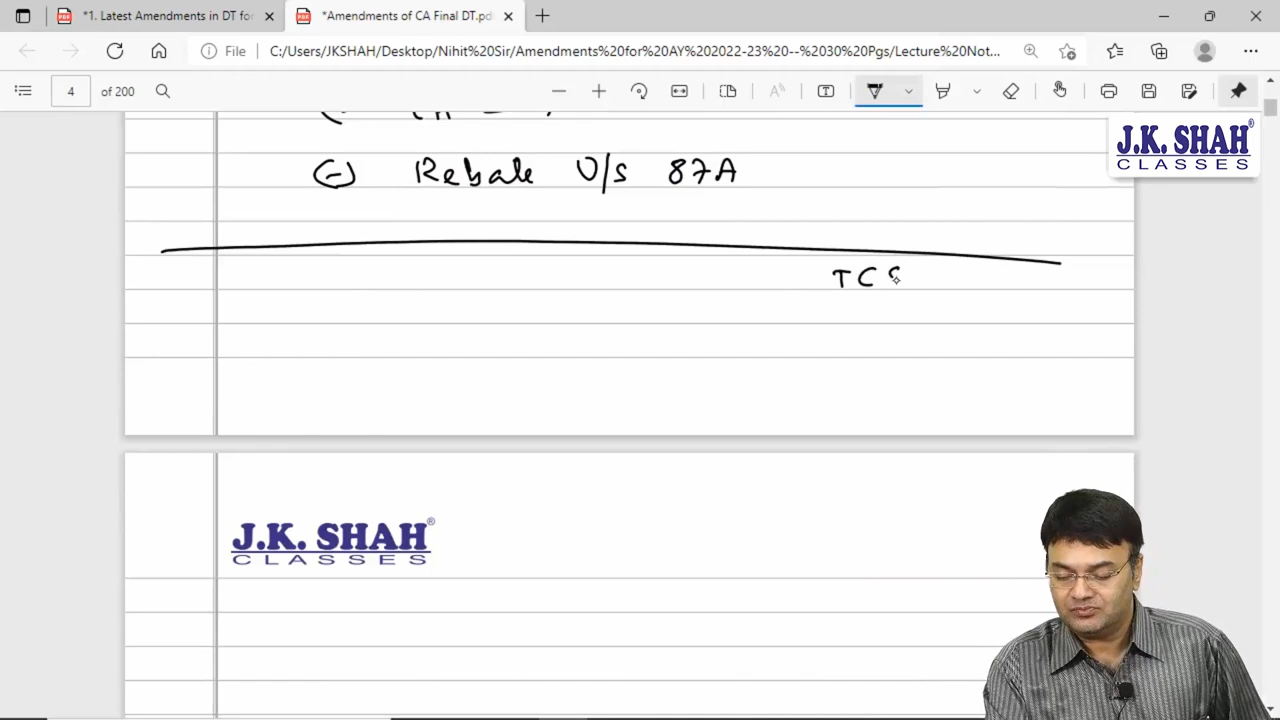 *1. Latest Amendments in DT for
*Amendments of CA Final DT.pd
File
C:/Users/JKSHAH/Desktop/Nihit%20Sir/Amendments%20for%20AY%202022-23%20--%2030%20Pgs/Lecture%20Not...
4 of 200
J.K. SHAH®
CLASSES
(-) Rebate U/S 87A
TCS
J.K. SHAH®
CLASSES